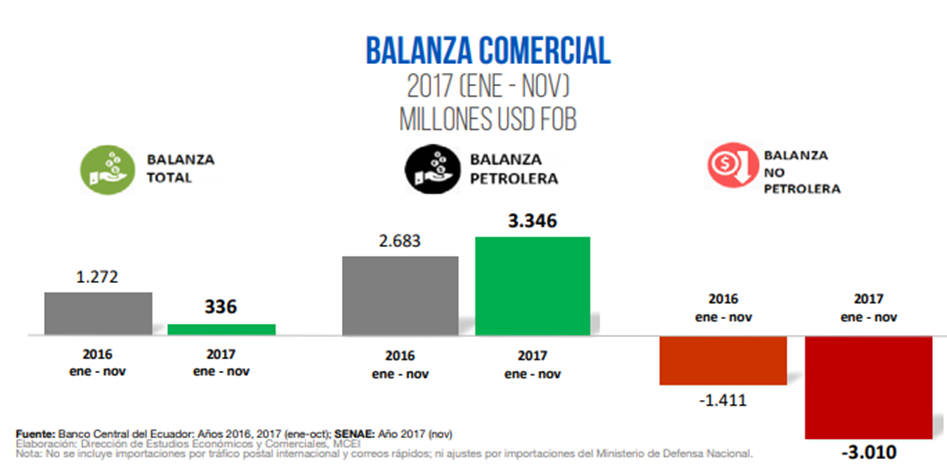 BALANZA COMERCIAL
2017 (ENE - NOV)
MILLONES USD FOB
BALANZA
TOTAL
BALANZA
PETROLERA
$
BALANZA
NO
PETROLERA
1.272
336
2016
ene - nov
2017
ene - nov
2.683
3.346
2016
ene - nov
2017
ene - nov
2016
ene - nov
2017
ene - nov
-1.411
-3.010
Fuente: Banco Central del Ecuador: Años 2016, 2017 (ene-oct); SENAE: Año 2017 (nov)
Elaboración: Dirección de Estudios Económicos y Comerciales, MCEI
Nota: No se incluye importaciones por tráfico postal internacional y correos rápidos; ni ajustes por importaciones del Ministerio de Defensa Nacional.